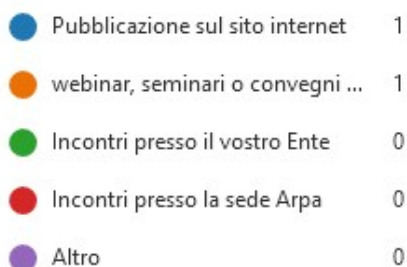 Pubblicazione sul sito internet 1
webinar, seminari o convegni ... 1
Incontri presso il vostro Ente 0
Incontri presso la sede Arpa 0
Altro 0